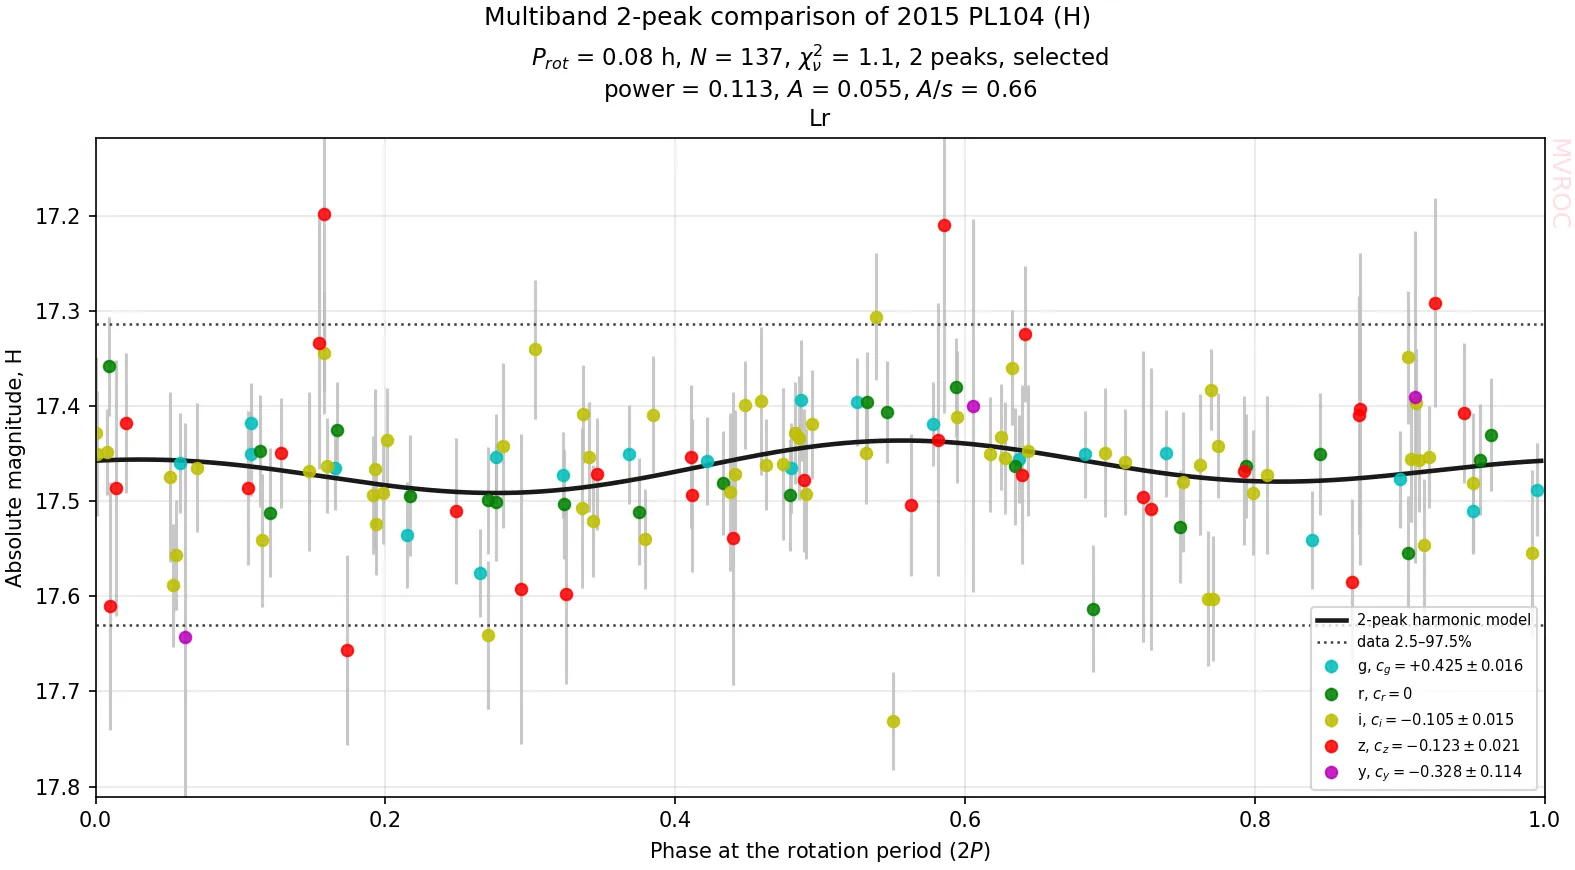 Multiband 2-peak comparison of 2015 PL104 (H)
P_rot = 0.08 h, N = 137, χ²_ν = 1.1, 2 peaks, selected
power = 0.113, A = 0.055, A/s = 0.66
Lr
MVROC
Absolute magnitude, H
17.2
17.3
17.4
17.5
17.6
17.7
17.8
2-peak harmonic model
data 2.5–97.5%
g, c_g = +0.425 ± 0.016
r, c_r = 0
i, c_i = −0.105 ± 0.015
z, c_z = −0.123 ± 0.021
y, c_y = −0.328 ± 0.114
0.0 0.2 0.4 0.6 0.8 1.0
Phase at the rotation period (2P)